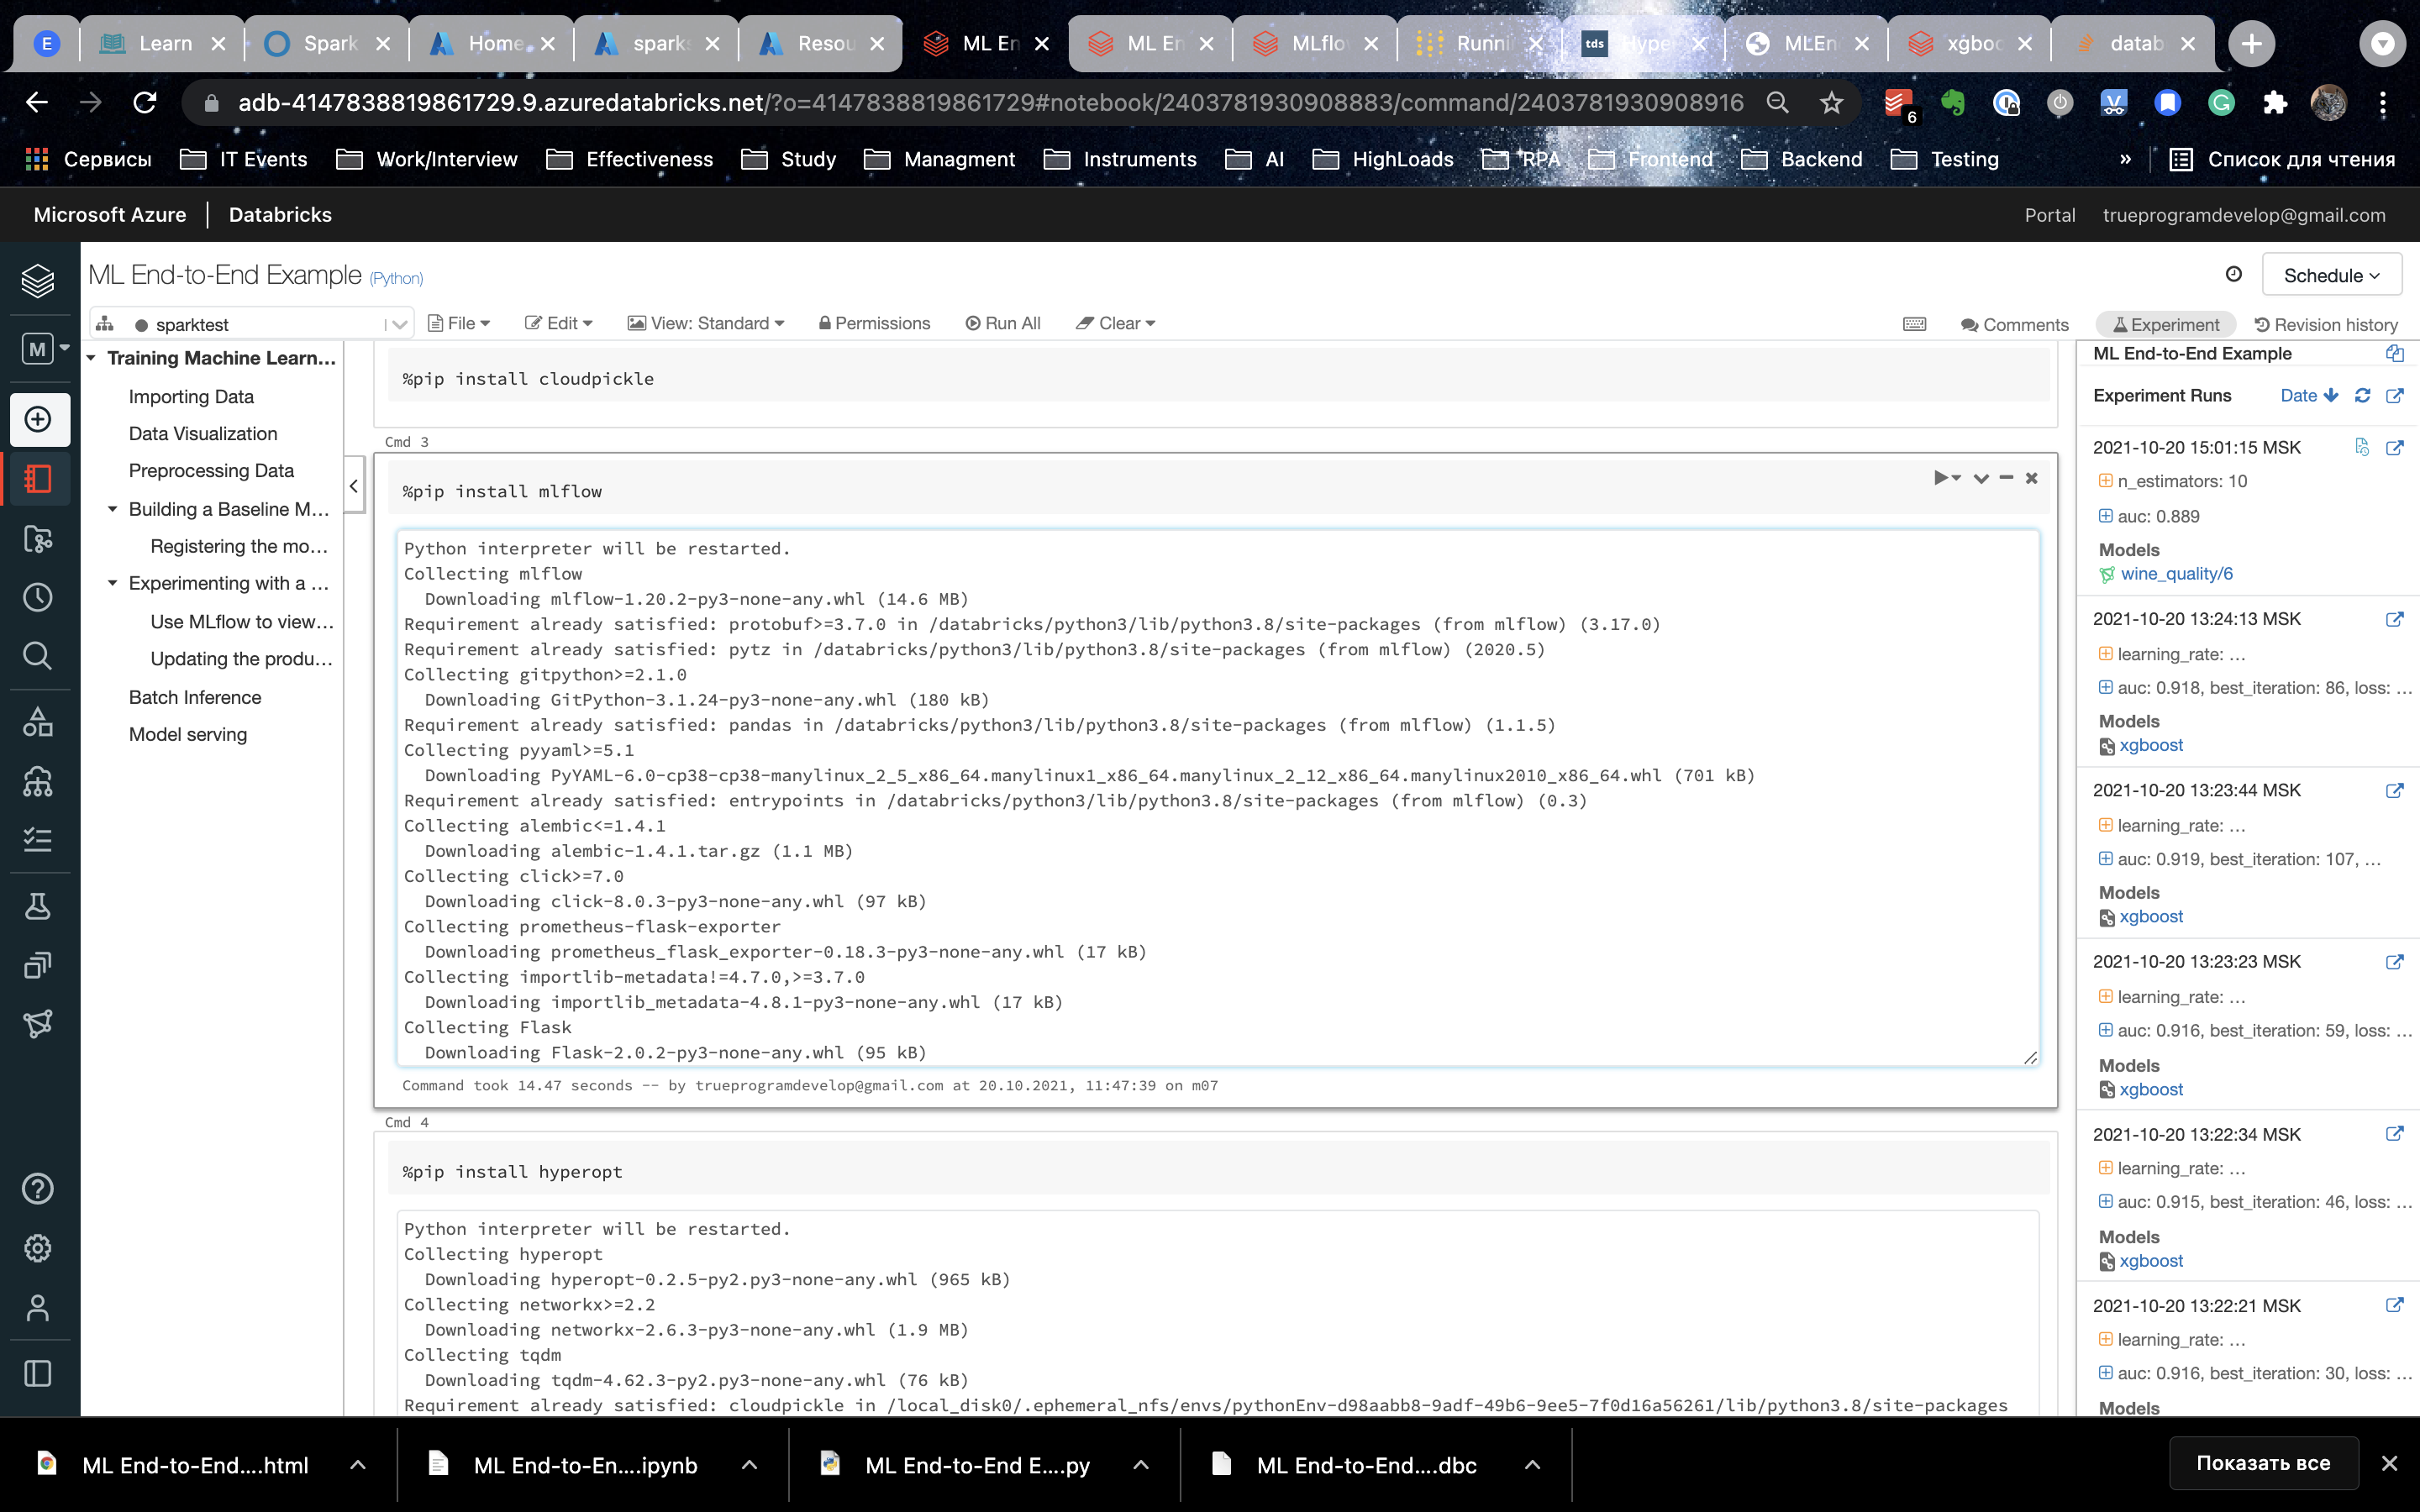 E
Learn
Spark
Home
spark
Resou
ML En
ML En
MLflo
Runni
tds
Hype
MLEn
xgboo
datab
adb-4147838819861729.9.azuredatabricks.net/?o=4147838819861729#notebook/2403781930908883/command/2403781930908916
6
Сервисы
IT Events
Work/Interview
Effectiveness
Study
Managment
Instruments
AI
HighLoads
RPA
Frontend
Backend
Testing
»
Список для чтения
Microsoft Azure | Databricks
Portal
trueprogramdevelop@gmail.com
ML End-to-End Example (Python)
Schedule
sparktest
File
Edit
View: Standard
Permissions
Run All
Clear
Comments
Experiment
Revision history
M
Training Machine Learn...
Importing Data
Data Visualization
Preprocessing Data
Building a Baseline M...
Registering the mo...
Experimenting with a ...
Use MLflow to view...
Updating the produ...
Batch Inference
Model serving
%pip install cloudpickle
Cmd 3
%pip install mlflow
Python interpreter will be restarted.
Collecting mlflow
Downloading mlflow-1.20.2-py3-none-any.whl (14.6 MB)
Requirement already satisfied: protobuf>=3.7.0 in /databricks/python3/lib/python3.8/site-packages (from mlflow) (3.17.0)
Requirement already satisfied: pytz in /databricks/python3/lib/python3.8/site-packages (from mlflow) (2020.5)
Collecting gitpython>=2.1.0
Downloading GitPython-3.1.24-py3-none-any.whl (180 kB)
Requirement already satisfied: pandas in /databricks/python3/lib/python3.8/site-packages (from mlflow) (1.1.5)
Collecting pyyaml>=5.1
Downloading PyYAML-6.0-cp38-cp38-manylinux_2_5_x86_64.manylinux1_x86_64.manylinux_2_12_x86_64.manylinux2010_x86_64.whl (701 kB)
Requirement already satisfied: entrypoints in /databricks/python3/lib/python3.8/site-packages (from mlflow) (0.3)
Collecting alembic<=1.4.1
Downloading alembic-1.4.1.tar.gz (1.1 MB)
Collecting click>=7.0
Downloading click-8.0.3-py3-none-any.whl (97 kB)
Collecting prometheus-flask-exporter
Downloading prometheus_flask_exporter-0.18.3-py3-none-any.whl (17 kB)
Collecting importlib-metadata!=4.7.0,>=3.7.0
Downloading importlib_metadata-4.8.1-py3-none-any.whl (17 kB)
Collecting Flask
Downloading Flask-2.0.2-py3-none-any.whl (95 kB)
Command took 14.47 seconds -- by trueprogramdevelop@gmail.com at 20.10.2021, 11:47:39 on m07
Cmd 4
%pip install hyperopt
Python interpreter will be restarted.
Collecting hyperopt
Downloading hyperopt-0.2.5-py2.py3-none-any.whl (965 kB)
Collecting networkx>=2.2
Downloading networkx-2.6.3-py3-none-any.whl (1.9 MB)
Collecting tqdm
Downloading tqdm-4.62.3-py2.py3-none-any.whl (76 kB)
Requirement already satisfied: cloudpickle in /local_disk0/.ephemeral_nfs/envs/pythonEnv-d98aabb8-9adf-49b6-9ee5-7f0d16a56261/lib/python3.8/site-packages
ML End-to-End Example
Experiment Runs
Date
2021-10-20 15:01:15 MSK
n_estimators: 10
auc: 0.889
Models
wine_quality/6
2021-10-20 13:24:13 MSK
learning_rate: ...
auc: 0.918, best_iteration: 86, loss: ...
Models
xgboost
2021-10-20 13:23:44 MSK
learning_rate: ...
auc: 0.919, best_iteration: 107, ...
Models
xgboost
2021-10-20 13:23:23 MSK
learning_rate: ...
auc: 0.916, best_iteration: 59, loss: ...
Models
xgboost
2021-10-20 13:22:34 MSK
learning_rate: ...
auc: 0.915, best_iteration: 46, loss: ...
Models
xgboost
2021-10-20 13:22:21 MSK
learning_rate: ...
auc: 0.916, best_iteration: 30, loss: ...
Models
ML End-to-End....html
ML End-to-En....ipynb
ML End-to-End E....py
ML End-to-End....dbc
Показать все